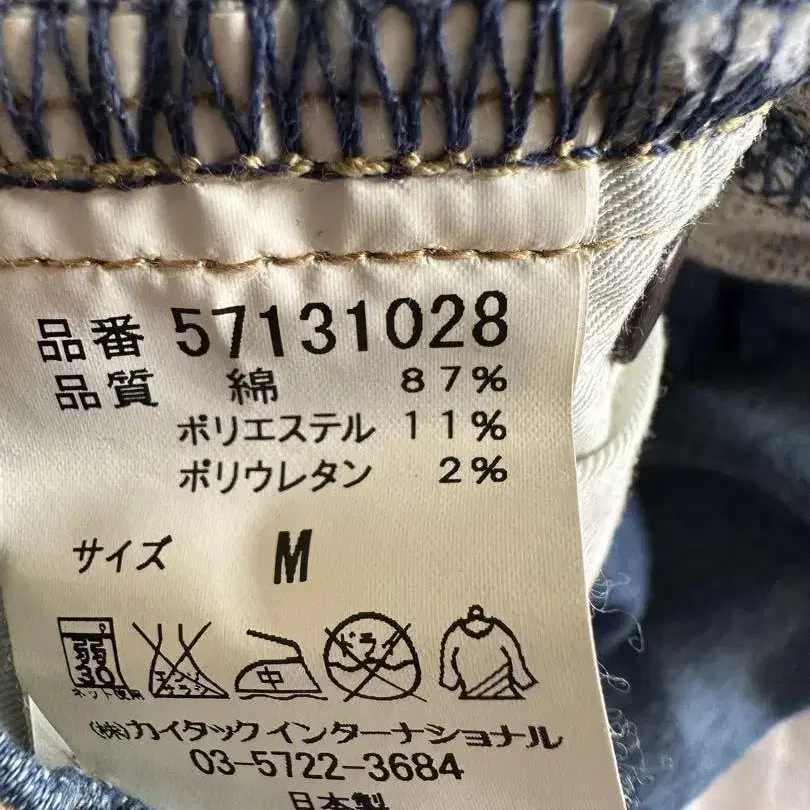 品番 57131028
品質 綿 87%
ポリエステル 11%
ポリウレタン 2%
サイズ M
弱
30
ネット使用
エンソ
サラシ
中
ドライ
(株)カイタックインターナショナル
03-5722-3684
日本製